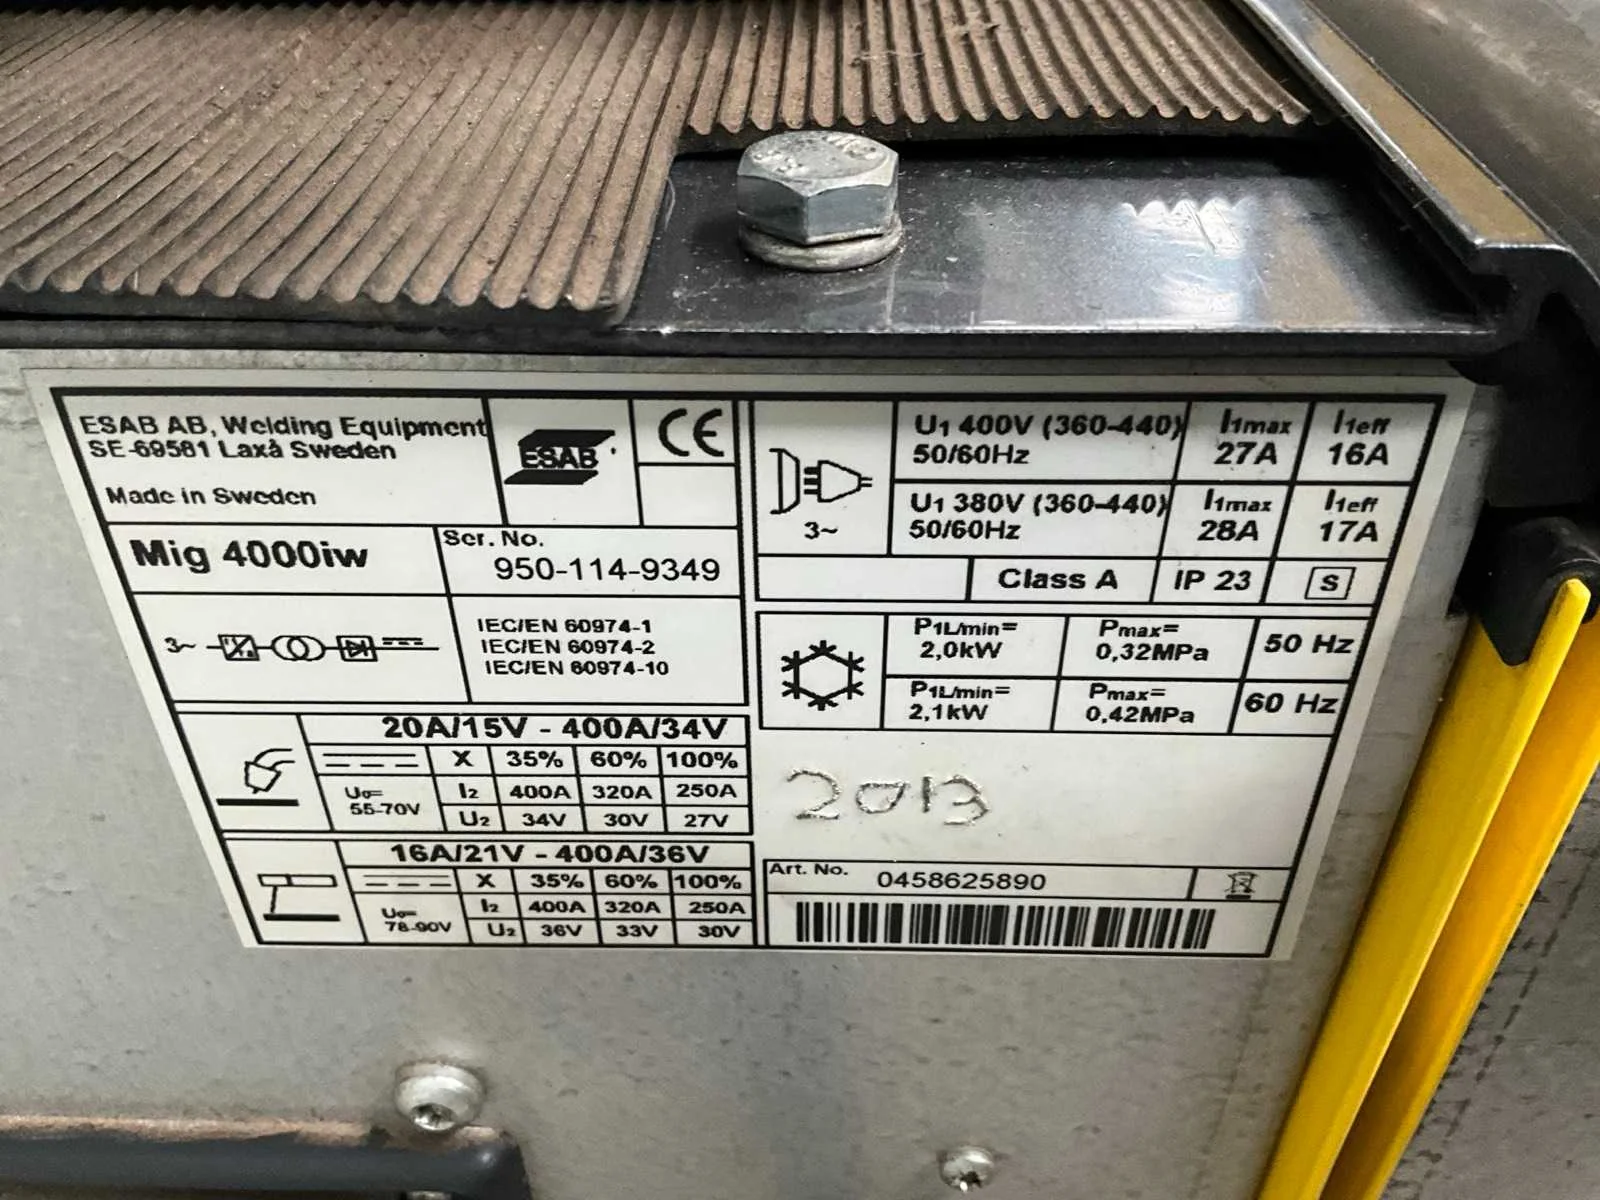 ESAB AB, Welding Equipment
SE-69581 Laxå Sweden
Made in Sweden
ESAB
CE
Mig 4000iw
Ser. No.
950-114-9349
3~
IEC/EN 60974-1
IEC/EN 60974-2
IEC/EN 60974-10
20A/15V - 400A/34V
X 35% 60% 100%
U₀=
55-70V
I₂ 400A 320A 250A
U₂ 34V 30V 27V
16A/21V - 400A/36V
X 35% 60% 100%
U₀=
78-90V
I₂ 400A 320A 250A
U₂ 36V 33V 30V
3~
U₁ 400V (360-440) I₁max I₁eff
50/60Hz 27A 16A
U₁ 380V (360-440) I₁max I₁eff
50/60Hz 28A 17A
Class A IP 23 S
P1L/min= Pmax= 50 Hz
2,0kW 0,32MPa
P1L/min= Pmax= 60 Hz
2,1kW 0,42MPa
2013
Art. No. 0458625890